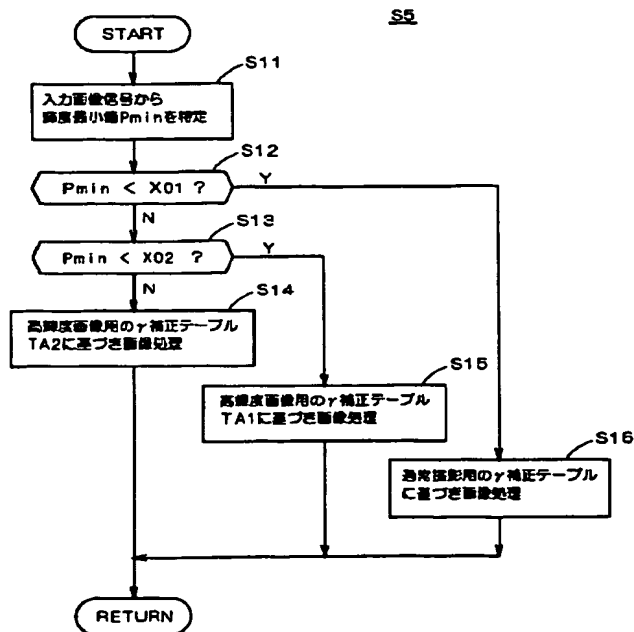 S5
START
S11
入力画像信号から
輝度最小値Pminを特定
S12
Pmin < X01 ?
Y
N
S13
Pmin < X02 ?
Y
N
S14
高輝度画像用のγ補正テーブル
TA2に基づき画像処理
S15
高輝度画像用のγ補正テーブル
TA1に基づき画像処理
S16
通常撮影用のγ補正テーブル
に基づき画像処理
RETURN